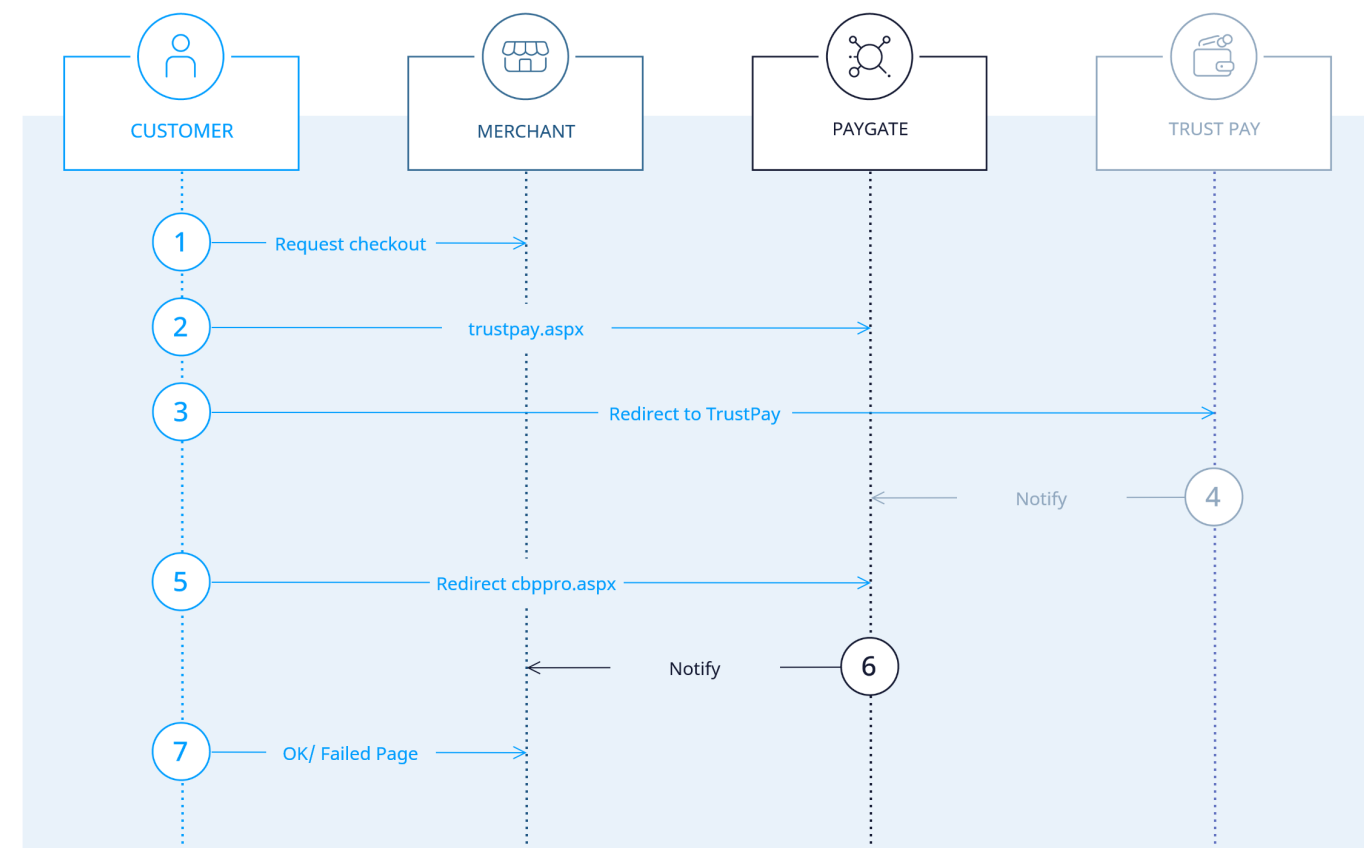 CUSTOMER
MERCHANT
PAYGATE
TRUST PAY
1
Request checkout
2
trustpay.aspx
3
Redirect to TrustPay
Notify
4
5
Redirect cbppro.aspx
Notify
6
7
OK/ Failed Page